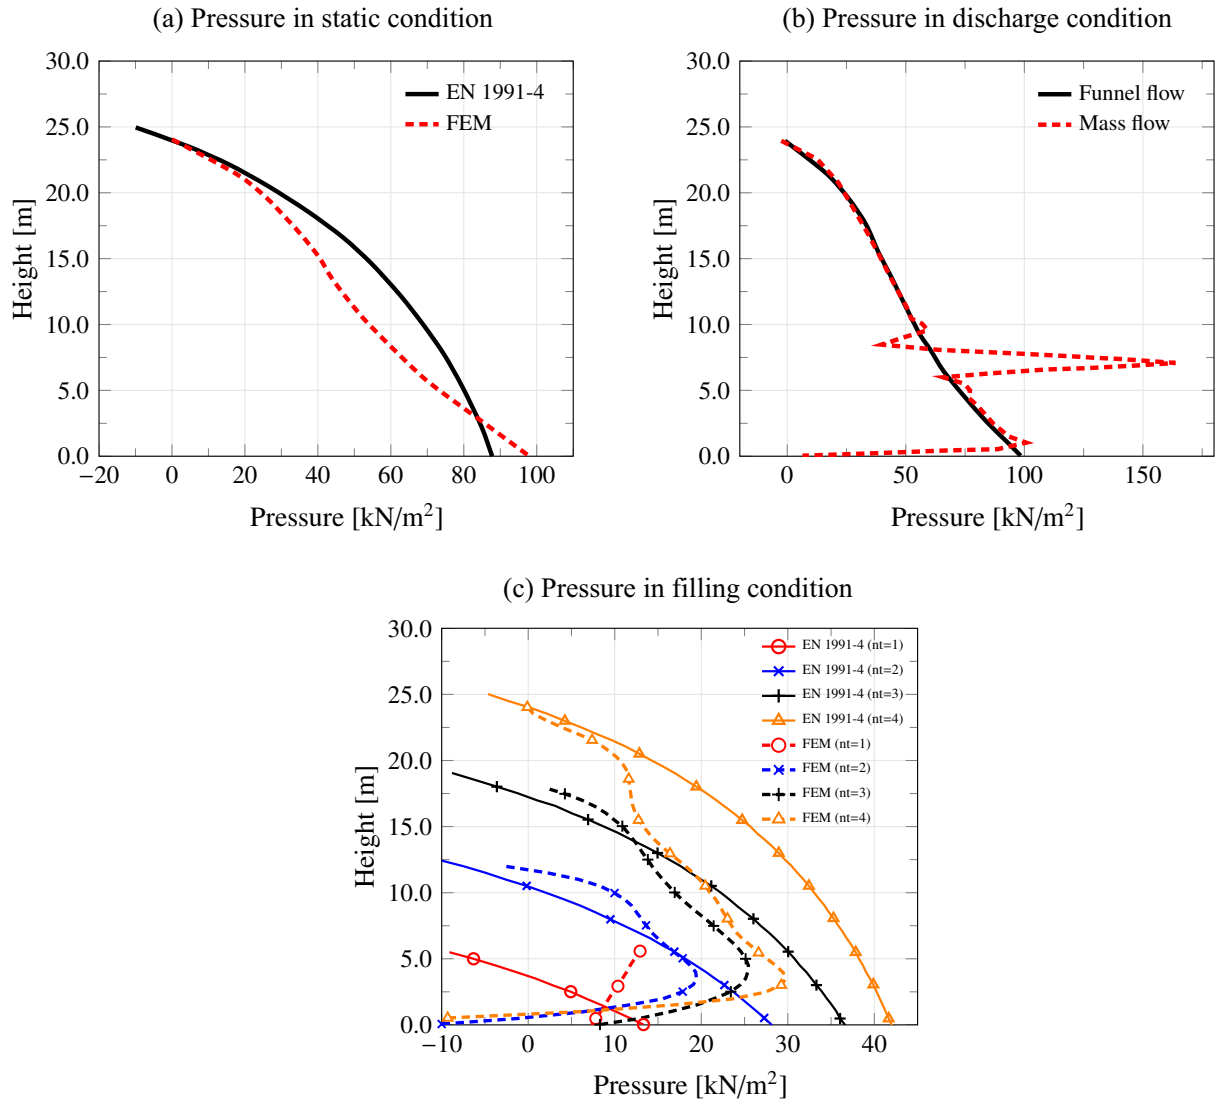 (a) Pressure in static condition
30.0
25.0
20.0
15.0
10.0
5.0
0.0
Height [m]
EN 1991-4
FEM
−20
0
20
40
60
80
100
Pressure [kN/m²]
(b) Pressure in discharge condition
30.0
25.0
20.0
15.0
10.0
5.0
0.0
Height [m]
Funnel flow
Mass flow
0
50
100
150
Pressure [kN/m²]
(c) Pressure in filling condition
30.0
25.0
20.0
15.0
10.0
5.0
0.0
Height [m]
EN 1991-4 (nt=1)
EN 1991-4 (nt=2)
EN 1991-4 (nt=3)
EN 1991-4 (nt=4)
FEM (nt=1)
FEM (nt=2)
FEM (nt=3)
FEM (nt=4)
−10
0
10
20
30
40
Pressure [kN/m²]